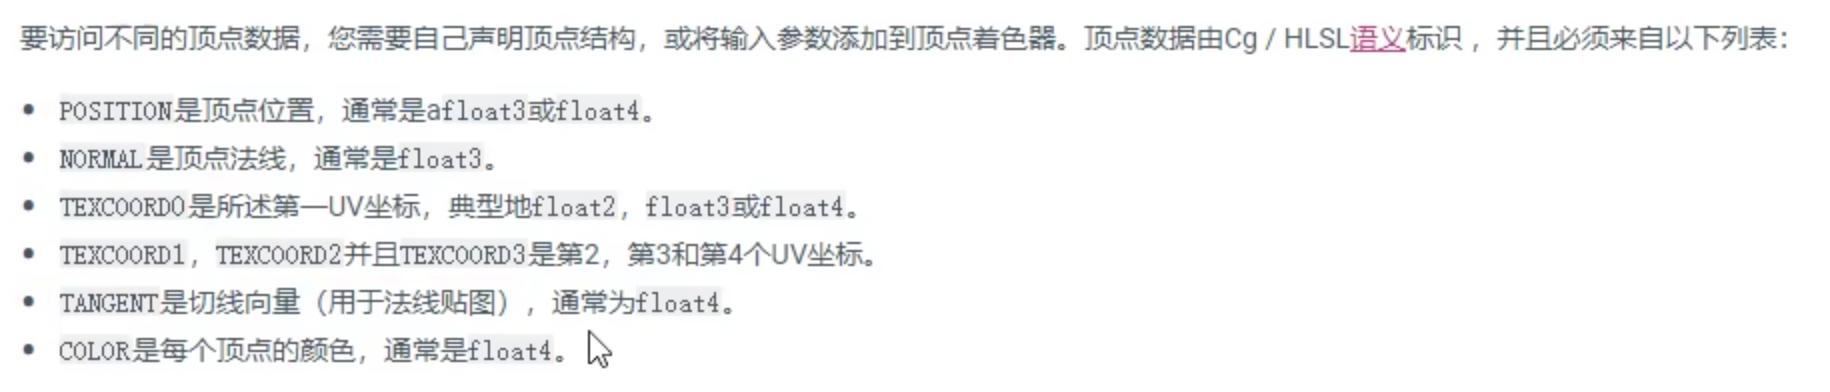 要访问不同的顶点数据，您需要自己声明顶点结构，或将输入参数添加到顶点着色器。顶点数据由Cg / HLSL语义标识 ，并且必须来自以下列表：
• POSITION是顶点位置，通常是afloat3或float4。
• NORMAL是顶点法线，通常是float3。
• TEXCOORD0是所述第一UV坐标，典型地float2，float3或float4。
• TEXCOORD1，TEXCOORD2并且TEXCOORD3是第2，第3和第4个UV坐标。
• TANGENT是切线向量（用于法线贴图），通常为float4。
• COLOR是每个顶点的颜色，通常是float4。